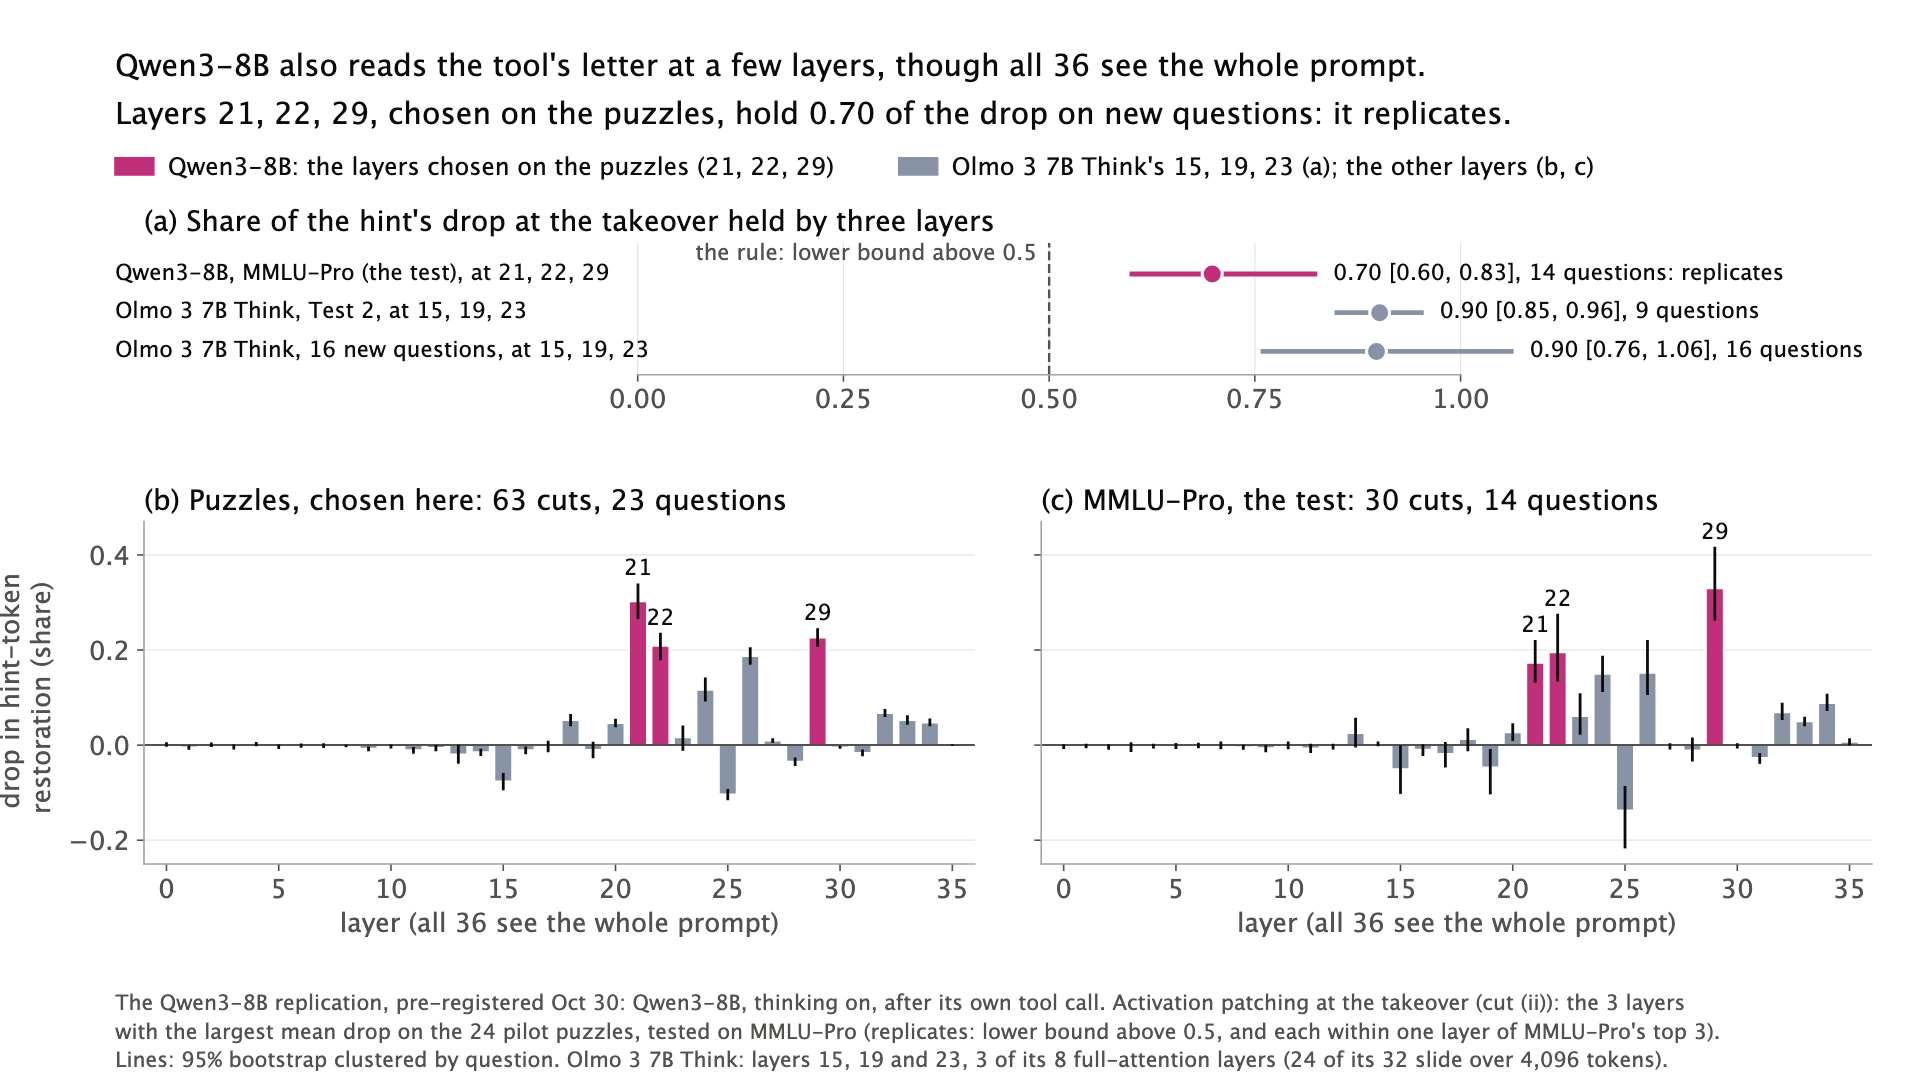 Qwen3-8B also reads the tool's letter at a few layers, though all 36 see the whole prompt.
Layers 21, 22, 29, chosen on the puzzles, hold 0.70 of the drop on new questions: it replicates.
Qwen3-8B: the layers chosen on the puzzles (21, 22, 29)
Olmo 3 7B Think's 15, 19, 23 (a); the other layers (b, c)
(a) Share of the hint's drop at the takeover held by three layers
the rule: lower bound above 0.5
Qwen3-8B, MMLU-Pro (the test), at 21, 22, 29
0.70 [0.60, 0.83], 14 questions: replicates
Olmo 3 7B Think, Test 2, at 15, 19, 23
0.90 [0.85, 0.96], 9 questions
Olmo 3 7B Think, 16 new questions, at 15, 19, 23
0.90 [0.76, 1.06], 16 questions
0.00 0.25 0.50 0.75 1.00
(b) Puzzles, chosen here: 63 cuts, 23 questions
drop in hint-token
restoration (share)
0.4
0.2
0.0
−0.2
21
22
29
0 5 10 15 20 25 30 35
layer (all 36 see the whole prompt)
(c) MMLU-Pro, the test: 30 cuts, 14 questions
29
22
21
0 5 10 15 20 25 30 35
layer (all 36 see the whole prompt)
The Qwen3-8B replication, pre-registered Oct 30: Qwen3-8B, thinking on, after its own tool call. Activation patching at the takeover (cut (ii)): the 3 layers
with the largest mean drop on the 24 pilot puzzles, tested on MMLU-Pro (replicates: lower bound above 0.5, and each within one layer of MMLU-Pro's top 3).
Lines: 95% bootstrap clustered by question. Olmo 3 7B Think: layers 15, 19 and 23, 3 of its 8 full-attention layers (24 of its 32 slide over 4,096 tokens).